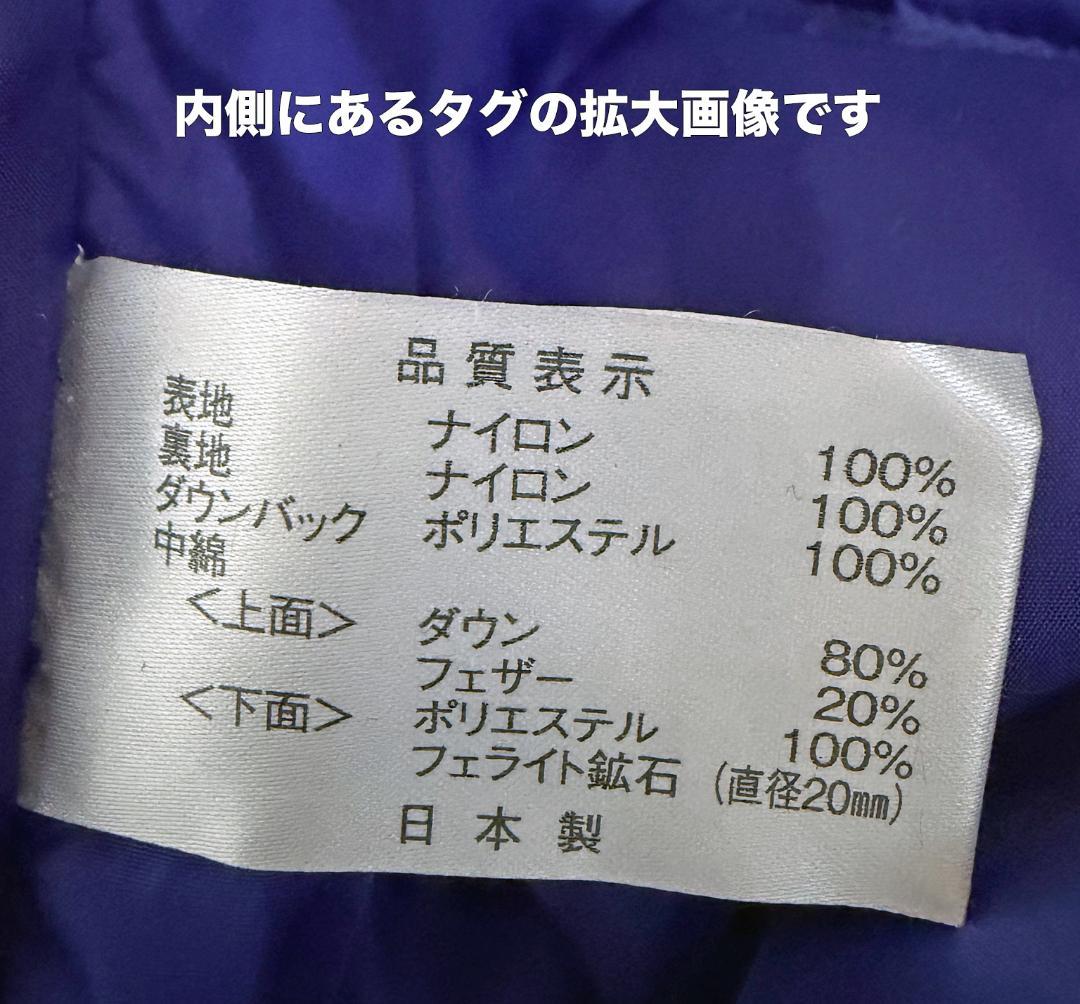 内側にあるタグの拡大画像です
品質表示
表地 ナイロン 100%
裏地 ナイロン 100%
ダウンバック ポリエステル 100%
中綿
＜上面＞ ダウン 80%
フェザー 20%
＜下面＞ ポリエステル 100%
フェライト鉱石 (直径20mm)
日本製